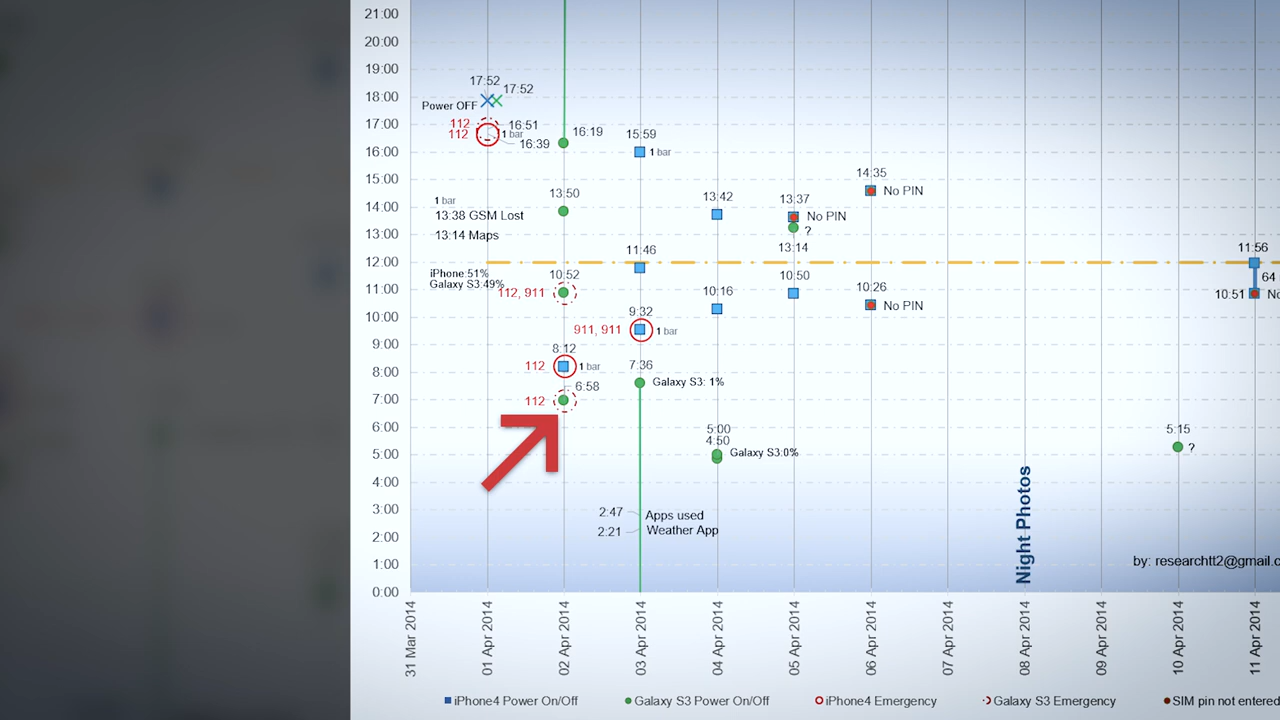 21:00
20:00
19:00
18:00
17:00
16:00
15:00
14:00
13:00
12:00
11:00
10:00
9:00
8:00
7:00
6:00
5:00
4:00
3:00
2:00
1:00
0:00
17:52
17:52
Power OFF
112
16:51
112
1 bar
16:39
1 bar
13:38 GSM Lost
13:14 Maps
iPhone:51%
Galaxy S3.49%
16:19
13:50
10:52
112, 911
8:12
112
1 bar
6:58
112
15:59
1 bar
11:46
9:32
911, 911
1 bar
7:36
Galaxy S3: 1%
2:47
Apps used
2:21
Weather App
13:42
10:16
5:00
4:50
Galaxy S3:0%
13:37
No PIN
?
13:14
10:50
14:35
No PIN
10:26
No PIN
Night Photos
5:15
?
11:56
64
10:51
No
by: researchtt2@gmail.c
31 Mar 2014
01 Apr 2014
02 Apr 2014
03 Apr 2014
04 Apr 2014
05 Apr 2014
06 Apr 2014
07 Apr 2014
08 Apr 2014
09 Apr 2014
10 Apr 2014
11 Apr 2014
iPhone4 Power On/Off
Galaxy S3 Power On/Off
iPhone4 Emergency
Galaxy S3 Emergency
SIM pin not entered